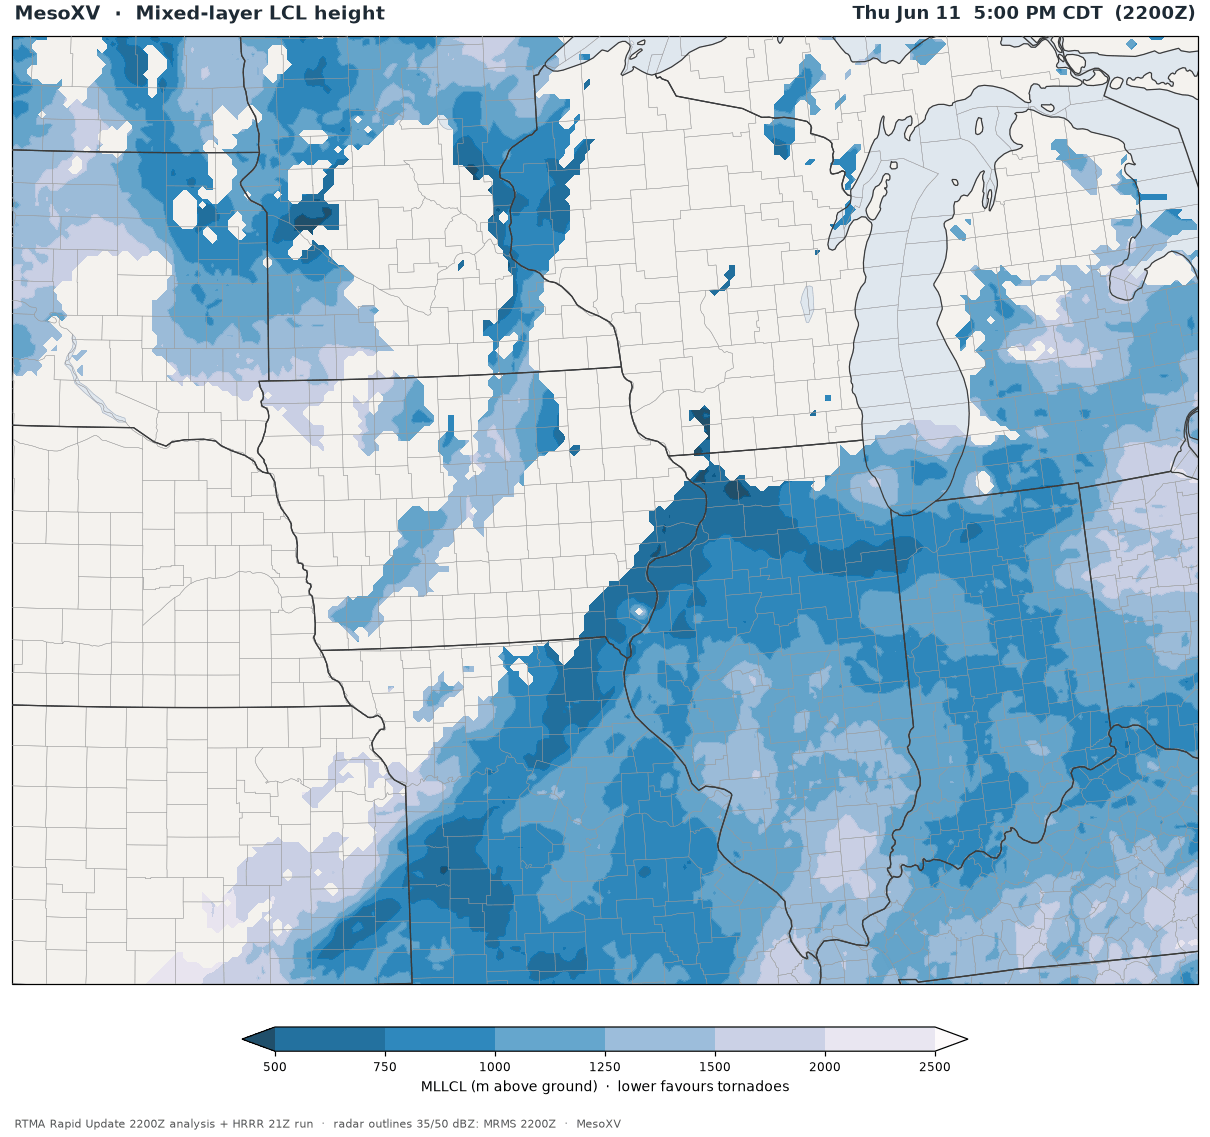 MesoXV · Mixed-layer LCL height
Thu Jun 11 5:00 PM CDT (2200Z)
500 750 1000 1250 1500 2000 2500
MLLCL (m above ground) · lower favours tornadoes
RTMA Rapid Update 2200Z analysis + HRRR 21Z run · radar outlines 35/50 dBZ: MRMS 2200Z · MesoXV